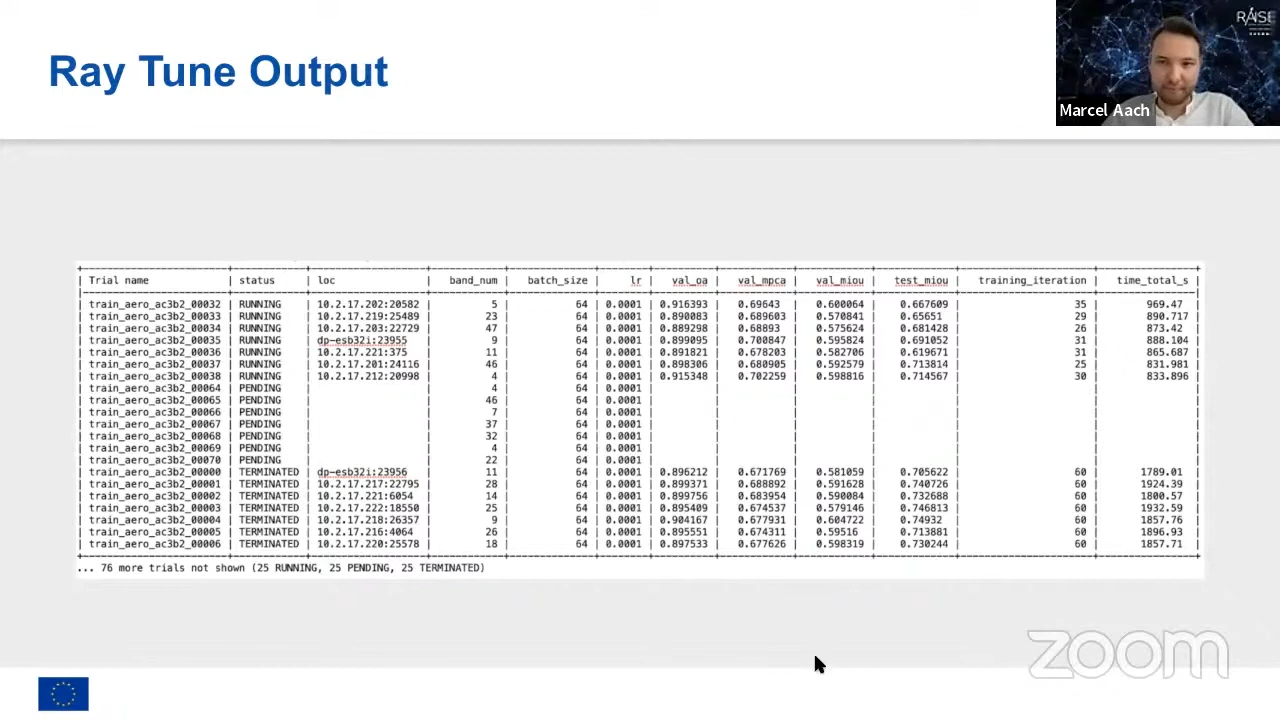 Ray Tune Output
RAISE
Marcel Aach
| Trial name | status | loc | band_num | batch_size | lr | val_oa | val_mpca | val_miou | test_miou | training_iteration | time_total_s |
| train_aero_ac3b2_00032 | RUNNING | 10.2.17.202:20582 | 5 | 64 | 0.0001 | 0.916393 | 0.69643 | 0.600064 | 0.667609 | 35 | 969.47 |
| train_aero_ac3b2_00033 | RUNNING | 10.2.17.219:25489 | 23 | 64 | 0.0001 | 0.890083 | 0.689603 | 0.570841 | 0.65651 | 29 | 890.717 |
| train_aero_ac3b2_00034 | RUNNING | 10.2.17.203:22729 | 47 | 64 | 0.0001 | 0.889298 | 0.68893 | 0.575624 | 0.681428 | 26 | 873.42 |
| train_aero_ac3b2_00035 | RUNNING | dp-esb32i:23955 | 9 | 64 | 0.0001 | 0.899095 | 0.700847 | 0.595824 | 0.691052 | 31 | 888.104 |
| train_aero_ac3b2_00036 | RUNNING | 10.2.17.221:375 | 11 | 64 | 0.0001 | 0.891821 | 0.678203 | 0.582706 | 0.619671 | 31 | 865.687 |
| train_aero_ac3b2_00037 | RUNNING | 10.2.17.201:24116 | 46 | 64 | 0.0001 | 0.898306 | 0.680905 | 0.592579 | 0.713814 | 25 | 831.981 |
| train_aero_ac3b2_00038 | RUNNING | 10.2.17.212:20998 | 4 | 64 | 0.0001 | 0.915348 | 0.702259 | 0.598816 | 0.714567 | 30 | 833.896 |
| train_aero_ac3b2_00064 | PENDING | | 4 | 64 | 0.0001 | | | | | | |
| train_aero_ac3b2_00065 | PENDING | | 46 | 64 | 0.0001 | | | | | | |
| train_aero_ac3b2_00066 | PENDING | | 7 | 64 | 0.0001 | | | | | | |
| train_aero_ac3b2_00067 | PENDING | | 37 | 64 | 0.0001 | | | | | | |
| train_aero_ac3b2_00068 | PENDING | | 32 | 64 | 0.0001 | | | | | | |
| train_aero_ac3b2_00069 | PENDING | | 4 | 64 | 0.0001 | | | | | | |
| train_aero_ac3b2_00070 | PENDING | | 22 | 64 | 0.0001 | | | | | | |
| train_aero_ac3b2_00000 | TERMINATED | dp-esb32i:23956 | 11 | 64 | 0.0001 | 0.896212 | 0.671769 | 0.581059 | 0.705622 | 60 | 1789.01 |
| train_aero_ac3b2_00001 | TERMINATED | 10.2.17.217:22795 | 28 | 64 | 0.0001 | 0.899371 | 0.688892 | 0.591628 | 0.740726 | 60 | 1924.39 |
| train_aero_ac3b2_00002 | TERMINATED | 10.2.17.221:6054 | 14 | 64 | 0.0001 | 0.899756 | 0.683954 | 0.590084 | 0.732688 | 60 | 1800.57 |
| train_aero_ac3b2_00003 | TERMINATED | 10.2.17.222:18550 | 25 | 64 | 0.0001 | 0.895409 | 0.674537 | 0.579146 | 0.746813 | 60 | 1932.59 |
| train_aero_ac3b2_00004 | TERMINATED | 10.2.17.218:26357 | 9 | 64 | 0.0001 | 0.904167 | 0.677931 | 0.604722 | 0.74932 | 60 | 1857.76 |
| train_aero_ac3b2_00005 | TERMINATED | 10.2.17.216:4064 | 26 | 64 | 0.0001 | 0.895551 | 0.674311 | 0.59516 | 0.713881 | 60 | 1896.93 |
| train_aero_ac3b2_00006 | TERMINATED | 10.2.17.220:25578 | 18 | 64 | 0.0001 | 0.897533 | 0.677626 | 0.598319 | 0.730244 | 60 | 1857.71 |
... 76 more trials not shown (25 RUNNING, 25 PENDING, 25 TERMINATED)
zoom